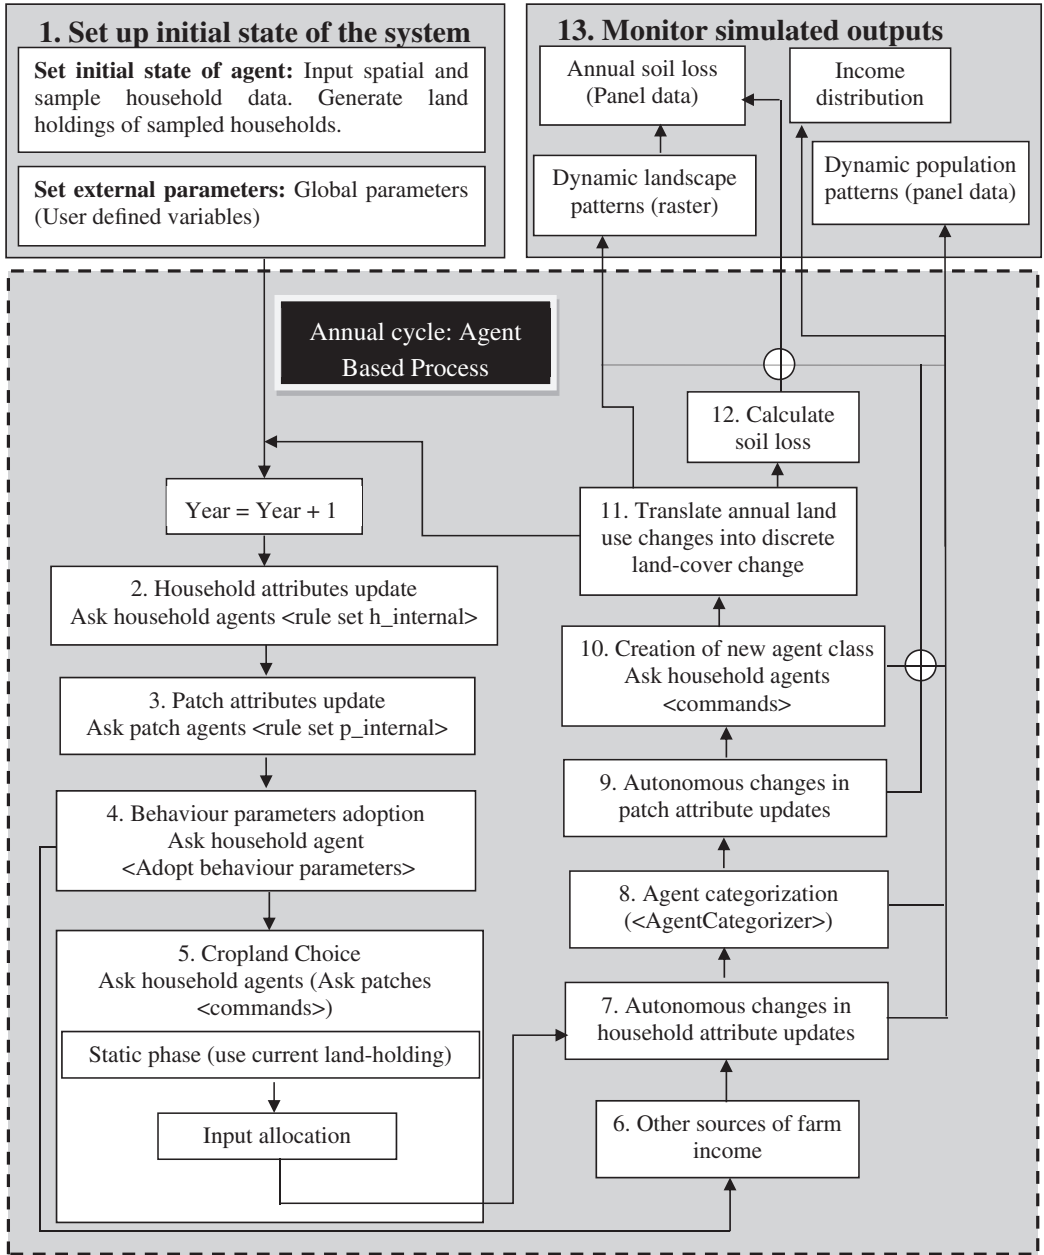 1. Set up initial state of the system
Set initial state of agent: Input spatial and
sample household data. Generate land
holdings of sampled households.
Set external parameters: Global parameters
(User defined variables)
13. Monitor simulated outputs
Annual soil loss
(Panel data)
Income
distribution
Dynamic landscape
patterns (raster)
Dynamic population
patterns (panel data)
Annual cycle: Agent
Based Process
Year = Year + 1
2. Household attributes update
Ask household agents <rule set h_internal>
3. Patch attributes update
Ask patch agents <rule set p_internal>
4. Behaviour parameters adoption
Ask household agent
<Adopt behaviour parameters>
5. Cropland Choice
Ask household agents (Ask patches
<commands>)
Static phase (use current land-holding)
Input allocation
6. Other sources of farm
income
7. Autonomous changes in
household attribute updates
8. Agent categorization
(<AgentCategorizer>)
9. Autonomous changes in
patch attribute updates
10. Creation of new agent class
Ask household agents
<commands>
11. Translate annual land
use changes into discrete
land-cover change
12. Calculate
soil loss